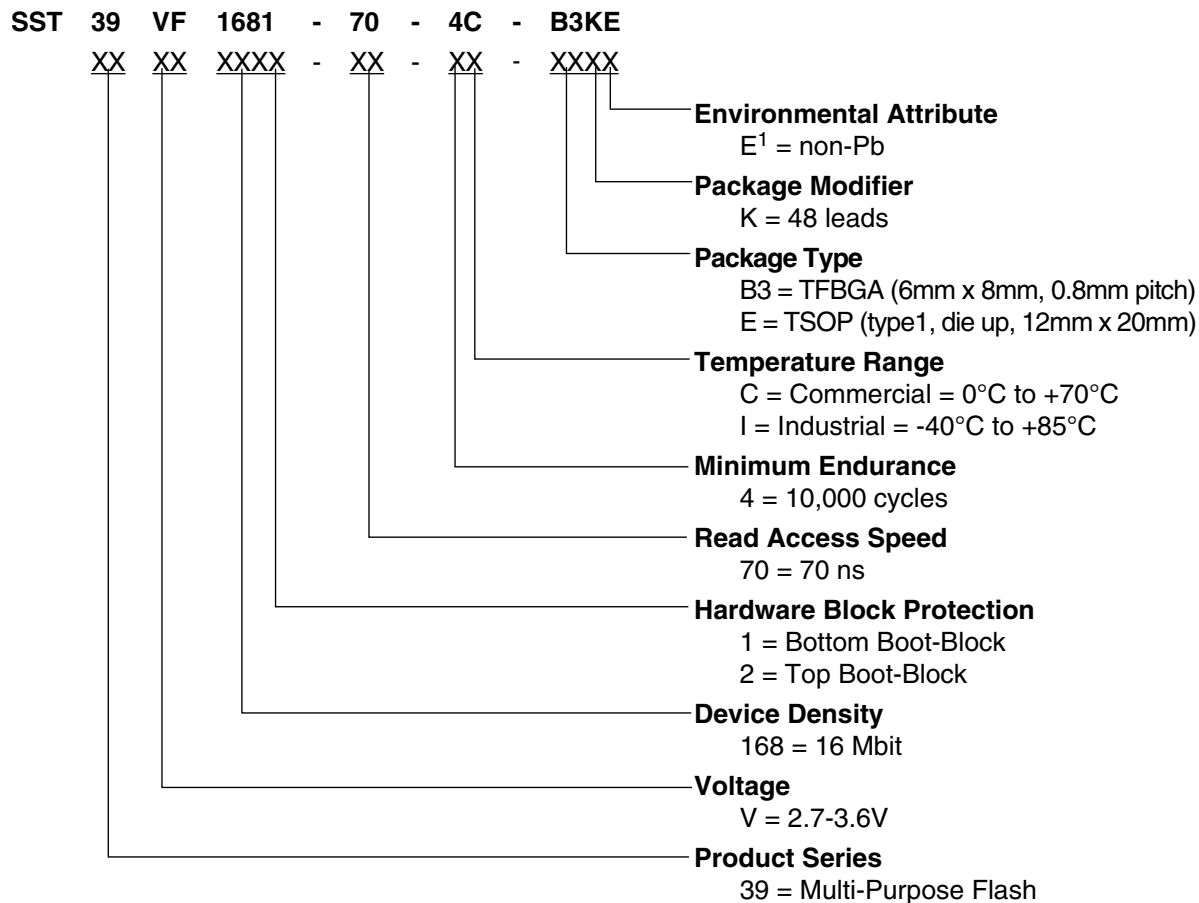 SST 39 VF 1681 - 70 - 4C - B3KE
XX XX XXXX - XX - XX - XXXX
Environmental Attribute
E1 = non-Pb
Package Modifier
K = 48 leads
Package Type
B3 = TFBGA (6mm x 8mm, 0.8mm pitch)
E = TSOP (type1, die up, 12mm x 20mm)
Temperature Range
C = Commercial = 0°C to +70°C
I = Industrial = -40°C to +85°C
Minimum Endurance
4 = 10,000 cycles
Read Access Speed
70 = 70 ns
Hardware Block Protection
1 = Bottom Boot-Block
2 = Top Boot-Block
Device Density
168 = 16 Mbit
Voltage
V = 2.7-3.6V
Product Series
39 = Multi-Purpose Flash